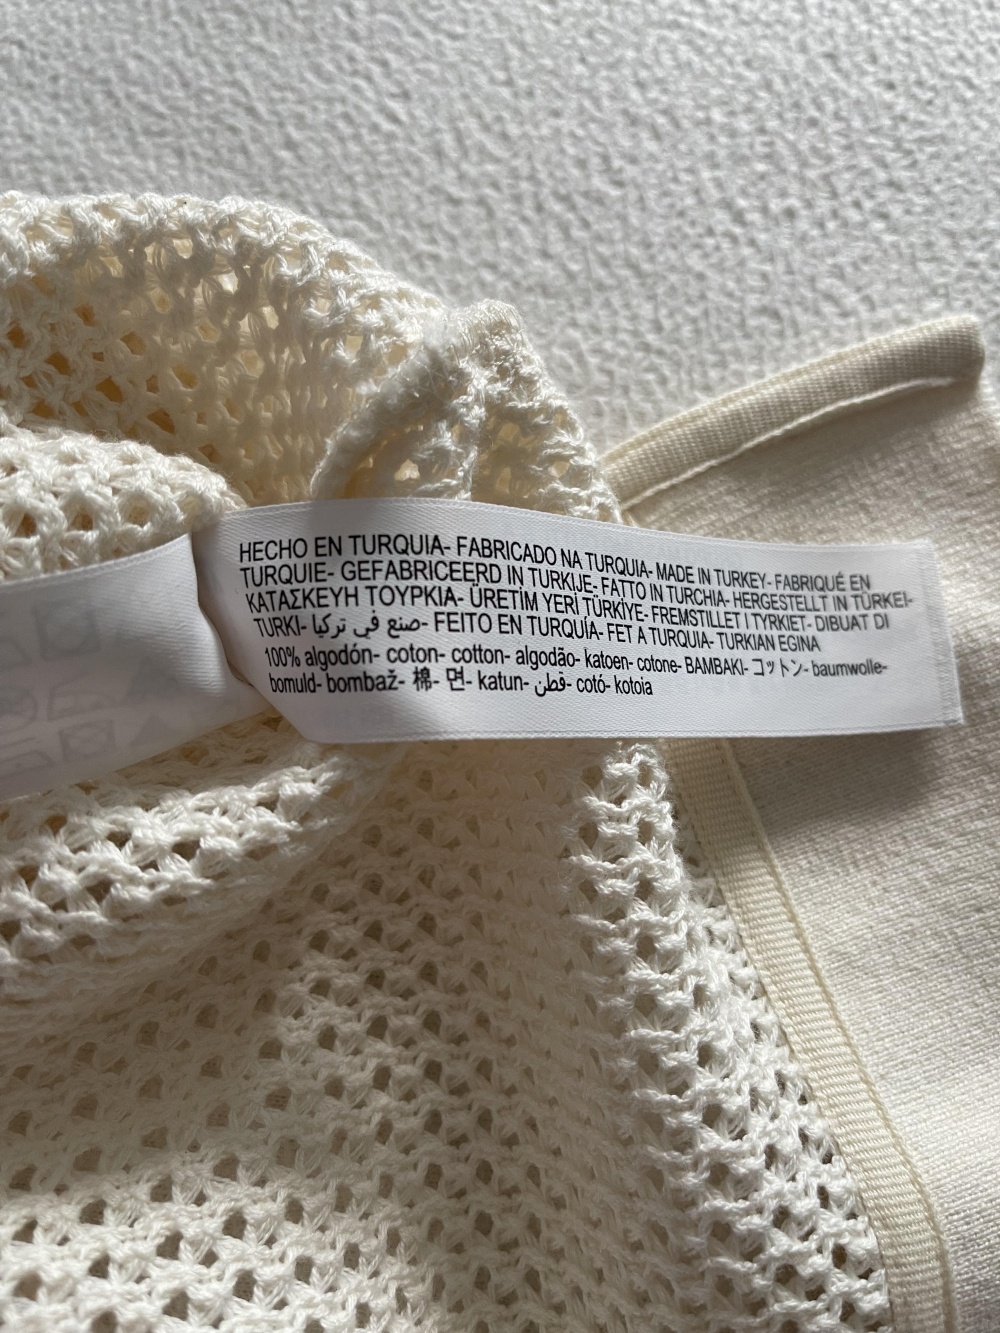 HECHO EN TURQUIA- FABRICADO NA TURQUIA- MADE IN TURKEY- FABRIQUÉ EN
TURQUIE- GEFABRICEERD IN TURKIJE- FATTO IN TURCHIA- HERGESTELLT IN TÜRKEI-
ΚΑΤΑΣΚΕΥΗ ΤΟΥΡΚΙΑ- ÜRETİM YERİ TÜRKİYE- FREMSTILLET I TYRKIET- DIBUAT DI
TURKI- صنع في تركيا- FEITO EN TURQUÍA- FET A TURQUIA- TURKIAN EGINA
100% algodón- coton- cotton- algodão- katoen- cotone- BAMBAKI- コットン- baumwolle-
bomuld- bombaž- 棉- 면- katun- قطن- cotó- kotoia